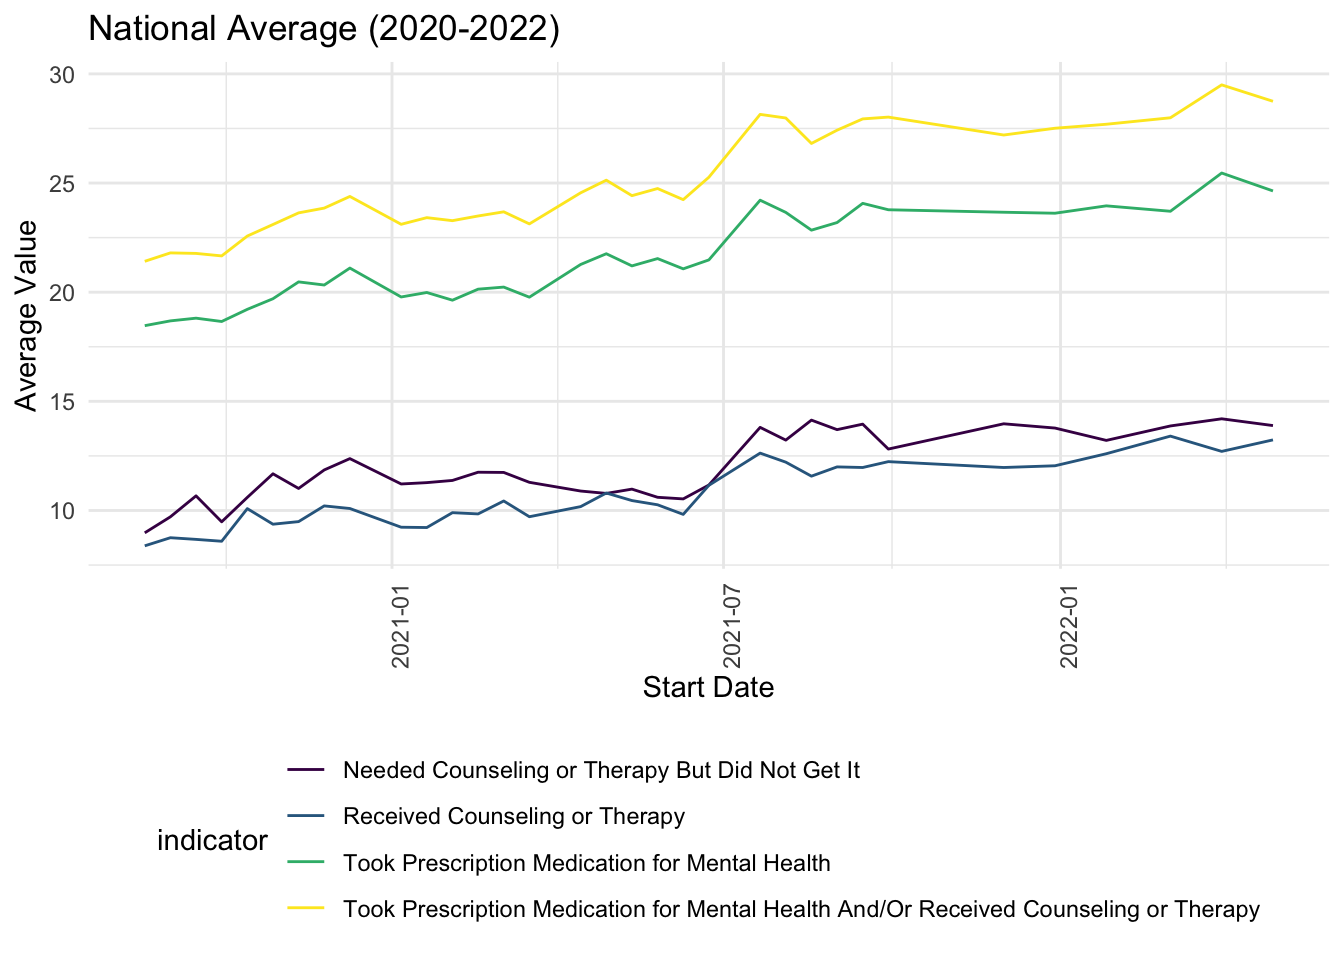 National Average (2020-2022)
30
25
20
15
10
Average Value
2021-01
2021-07
2022-01
Start Date
indicator
Needed Counseling or Therapy But Did Not Get It
Received Counseling or Therapy
Took Prescription Medication for Mental Health
Took Prescription Medication for Mental Health And/Or Received Counseling or Therapy